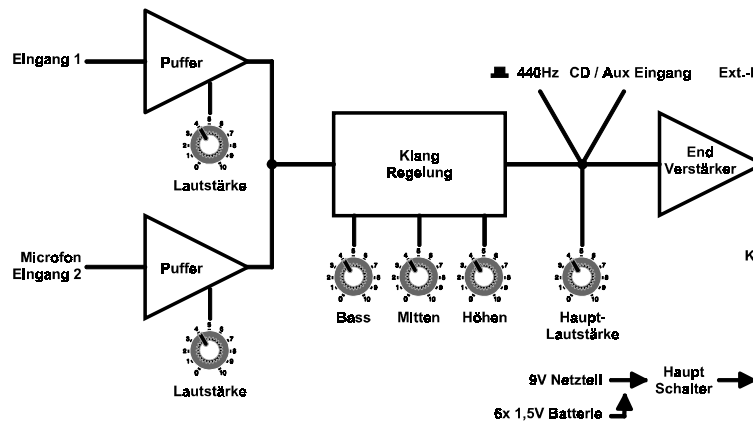 Eingang 1
Puffer
Lautstärke
Microfon
Eingang 2
Puffer
Lautstärke
Klang
Regelung
Bass
Mitten
Höhen
440Hz
CD / Aux Eingang
Ext.-
End
Verstärker
Haupt-
Lautstärke
K
9V Netzteil
6x 1,5V Batterie
Haupt
Schalter